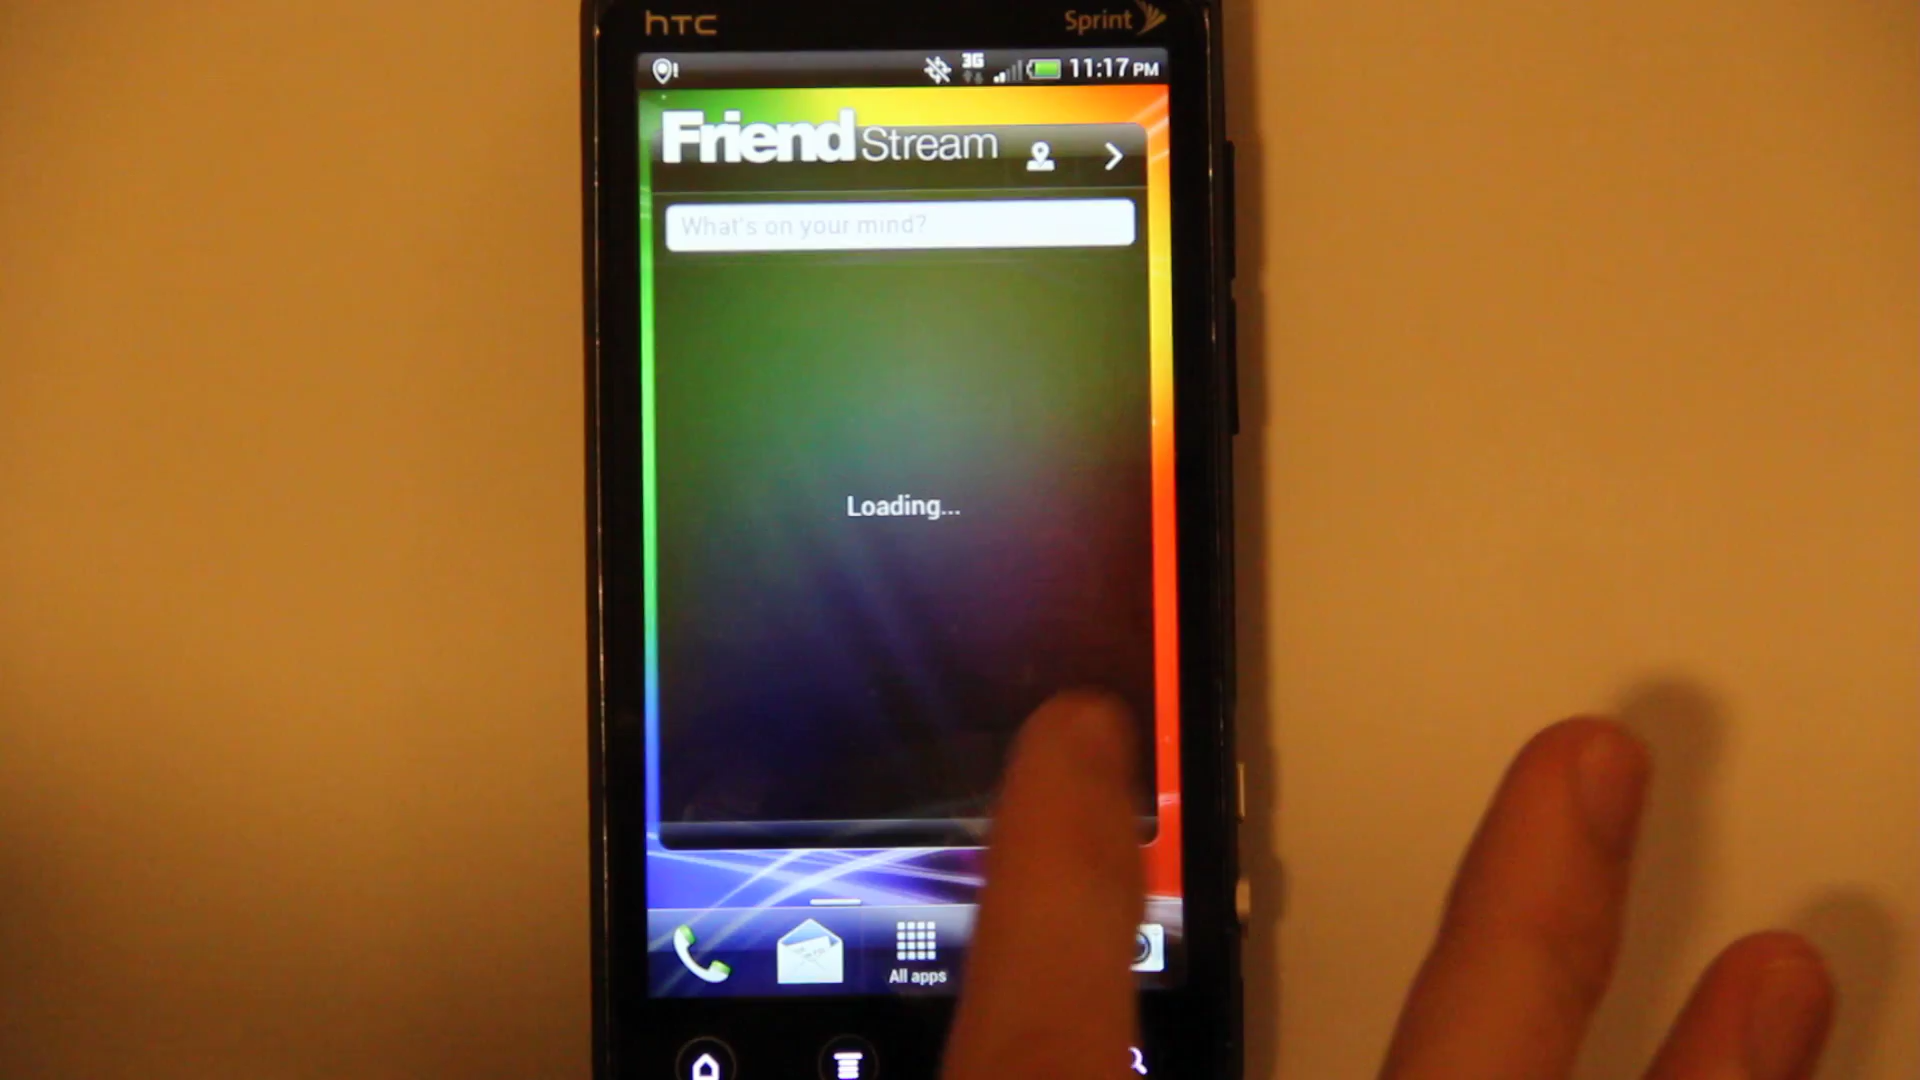 hTC
Sprint
3G
11:17 PM
Friend Stream
What's on your mind?
Loading...
All apps